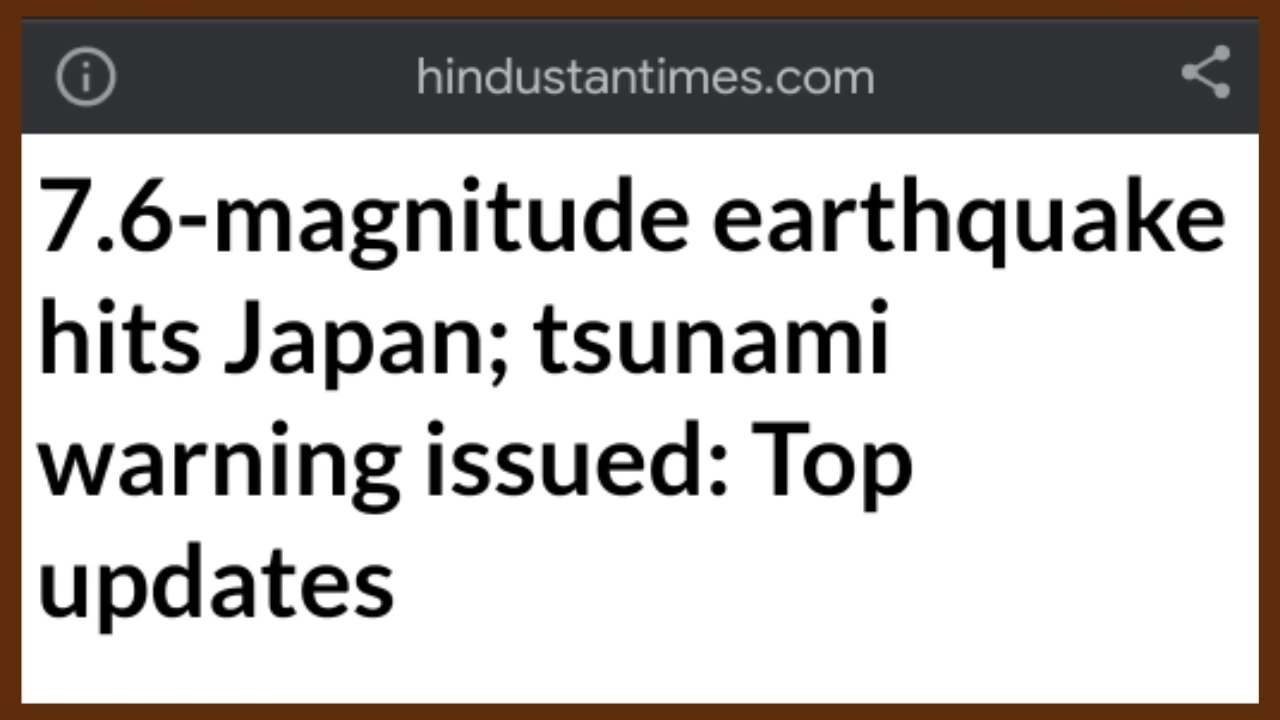 hindustantimes.com
7.6-magnitude earthquake
hits Japan; tsunami
warning issued: Top
updates